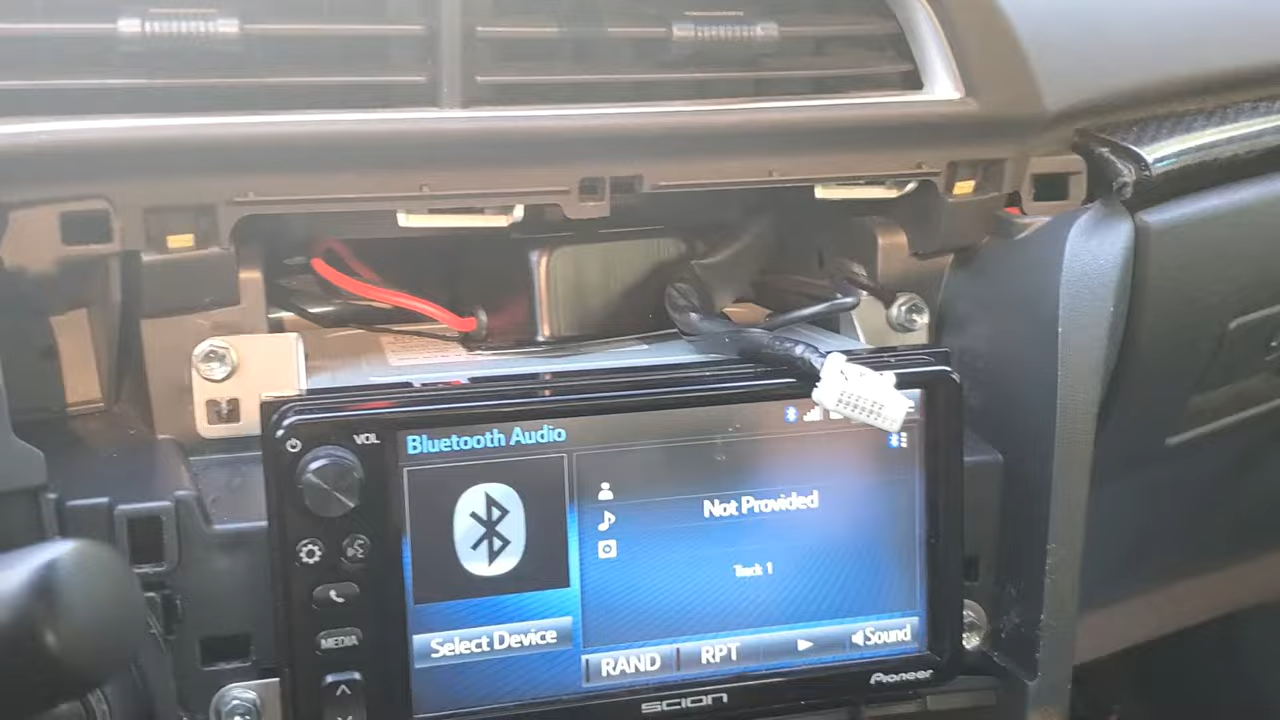 VOL
Bluetooth Audio
Not Provided
Track 1
MEDIA
Select Device
RAND
RPT
Sound
Pioneer
SCION